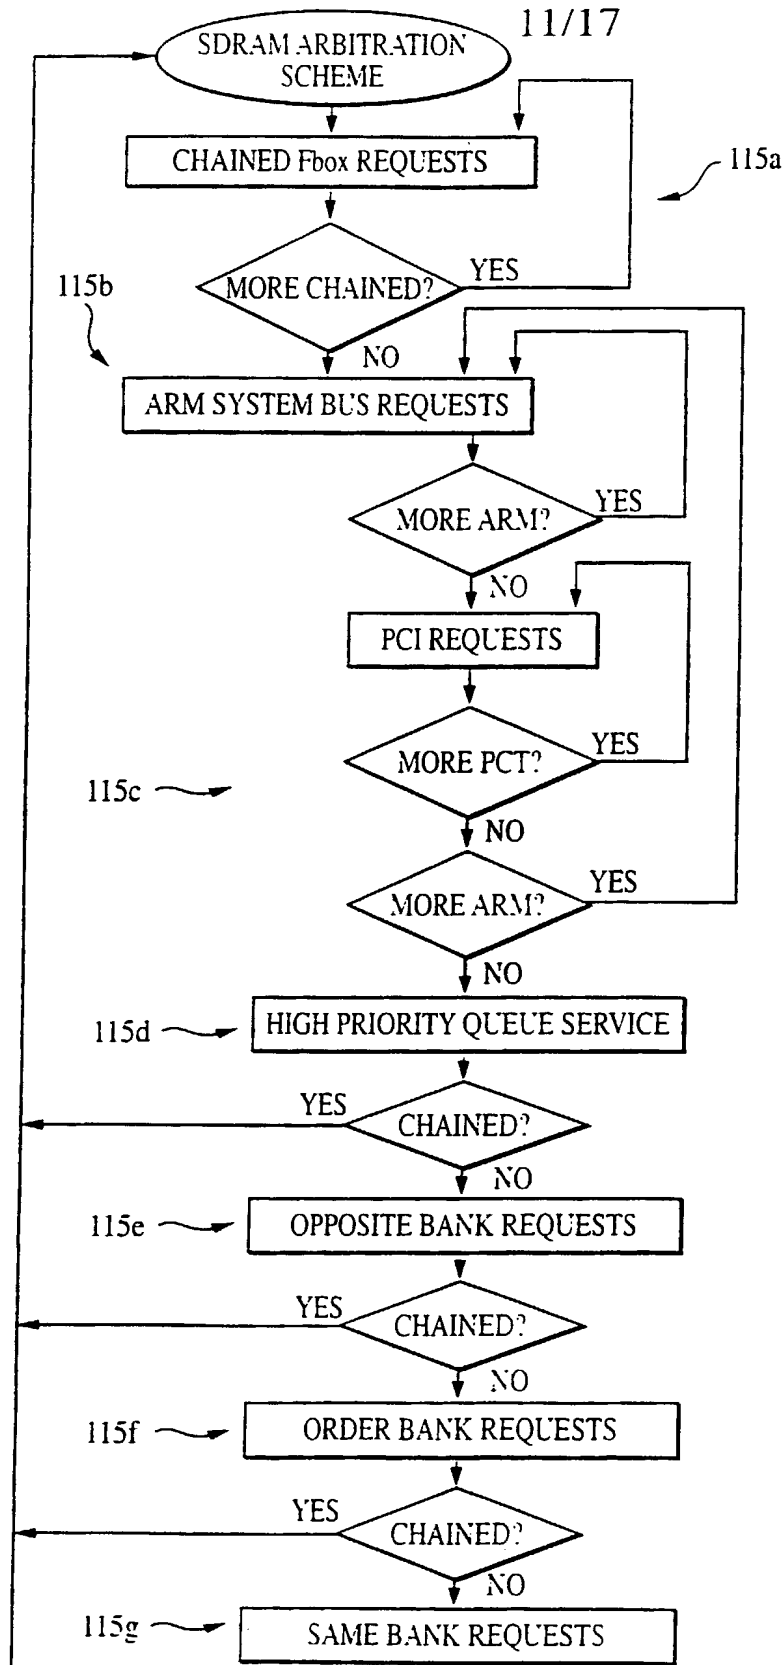 11/17
SDRAM ARBITRATION
SCHEME
CHAINED Fbox REQUESTS
115a
MORE CHAINED?
YES
115b
NO
ARM SYSTEM BUS REQUESTS
MORE ARM?
YES
NO
PCI REQUESTS
MORE PCT?
YES
115c
NO
MORE ARM?
YES
NO
115d
HIGH PRIORITY QUEUE SERVICE
YES
CHAINED?
NO
115e
OPPOSITE BANK REQUESTS
YES
CHAINED?
NO
115f
ORDER BANK REQUESTS
YES
CHAINED?
NO
115g
SAME BANK REQUESTS